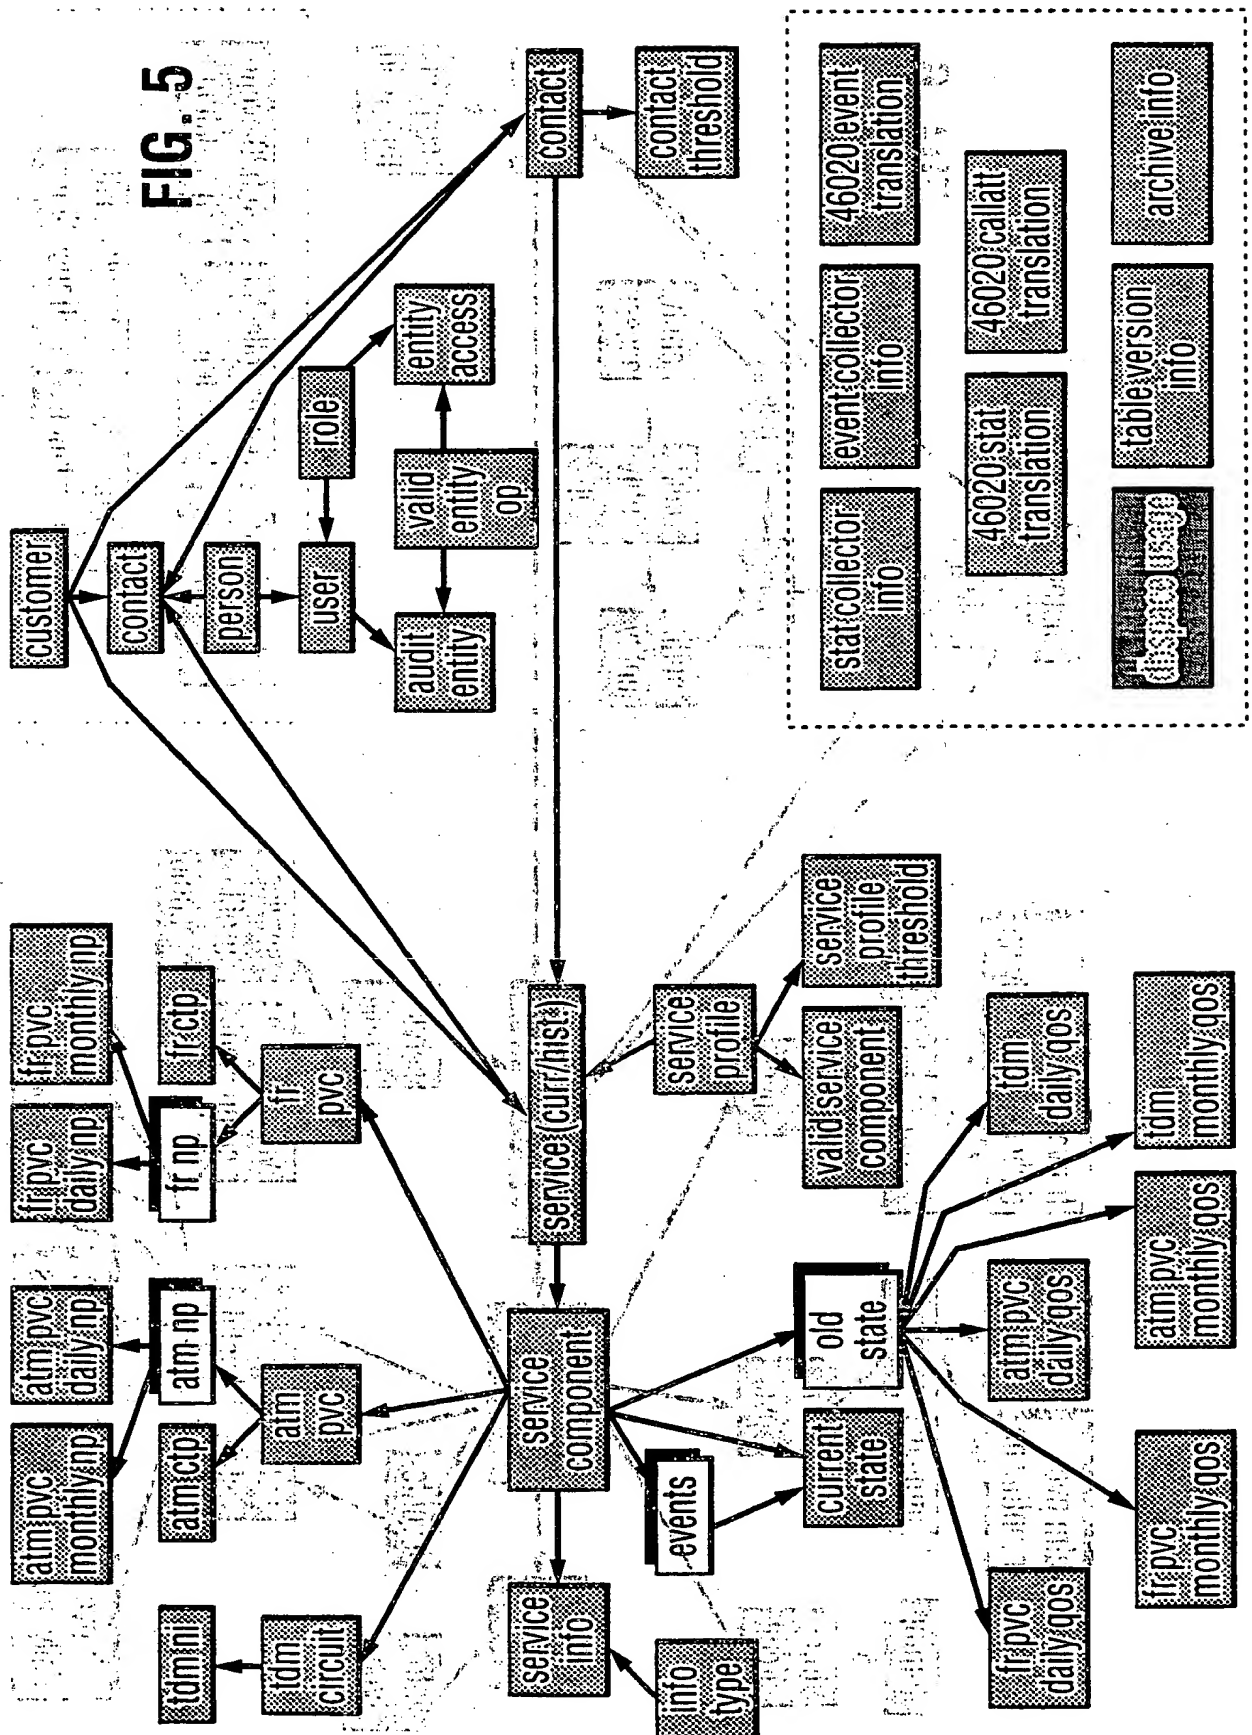 FIG. 5
atm pvc
monthly np
atm pvc
daily np
fr pvc
daily np
fr pvc
monthly np
customer
tdm ni
atm ctp
atm np
fr np
fr ctp
contact
person
tdm
circuit
atm
pvc
fr
pvc
user
role
audit
entity
valid
entity
op
entity
access
service
info
service
component
service (curr/hist)
contact
info
type
events
service
profile
contact
threshold
current
state
old
state
valid service
component
service
profile
threshold
fr pvc
daily qos
atm pvc
daily qos
tdm
daily qos
fr pvc
monthly qos
atm pvc
monthly qos
tdm
monthly qos
stat collector
info
event collector
info
46020 event
translation
46020 stat
translation
46020 callatt
translation
dbspace usage
table version
info
archive info